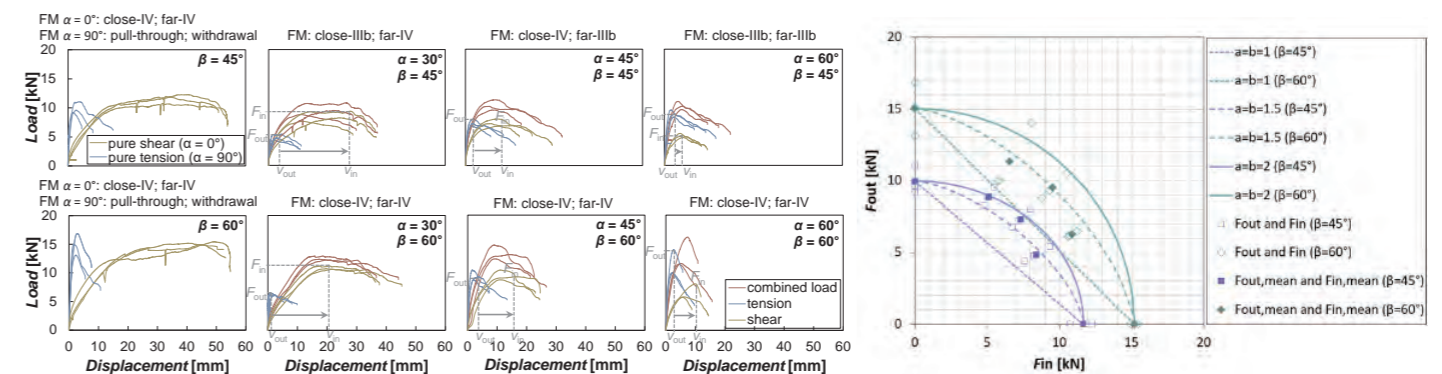 FM α = 0°: close-IV; far-IV
FM α = 90°: pull-through; withdrawal
FM: close-IIIb; far-IV
FM: close-IV; far-IIIb
FM: close-IIIb; far-IIIb
β = 45°
α = 30°
β = 45°
α = 45°
β = 45°
α = 60°
β = 45°
Load [kN]
20
15
10
5
0
pure shear (α = 0°)
pure tension (α = 90°)
Fin
Fout
vout
vin
Fout
Fin
vout
vin
Fout
Fin
vout
vin
FM α = 0°: close-IV; far-IV
FM α = 90°: pull-through; withdrawal
FM: close-IV; far-IV
FM: close-IV; far-IV
FM: close-IV; far-IV
β = 60°
α = 30°
β = 60°
α = 45°
β = 60°
α = 60°
β = 60°
Load [kN]
20
15
10
5
0
Fin
Fout
vin
Fout
Fin
vout
vin
Fout
Fin
vout
vin
combined load
tension
shear
0 10 20 30 40 50 60
0 10 20 30 40 50 60
0 10 20 30 40 50 60
0 10 20 30 40 50 60
Displacement [mm]
Displacement [mm]
Displacement [mm]
Displacement [mm]
Fout [kN]
20
15
10
5
0
0 5 10 15 20
Fin [kN]
a=b=1 (β=45°)
a=b=1 (β=60°)
a=b=1.5 (β=45°)
a=b=1.5 (β=60°)
a=b=2 (β=45°)
a=b=2 (β=60°)
Fout and Fin (β=45°)
Fout and Fin (β=60°)
Fout,mean and Fin,mean (β=45°)
Fout,mean and Fin,mean (β=60°)